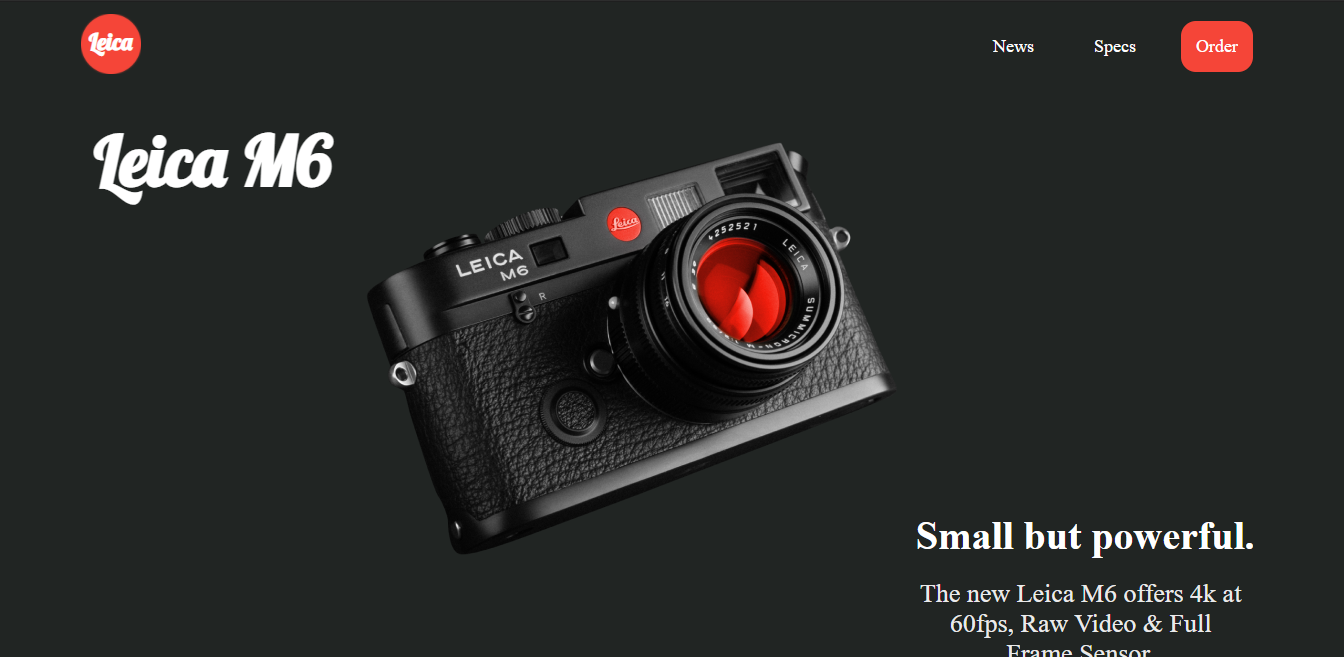 Leica
News
Specs
Order
Leica M6
Leica
LEICA
M6
R
4252521
LEICA
SUMMICRON-M
Small but powerful.
The new Leica M6 offers 4k at
60fps, Raw Video & Full
Frame Sensor